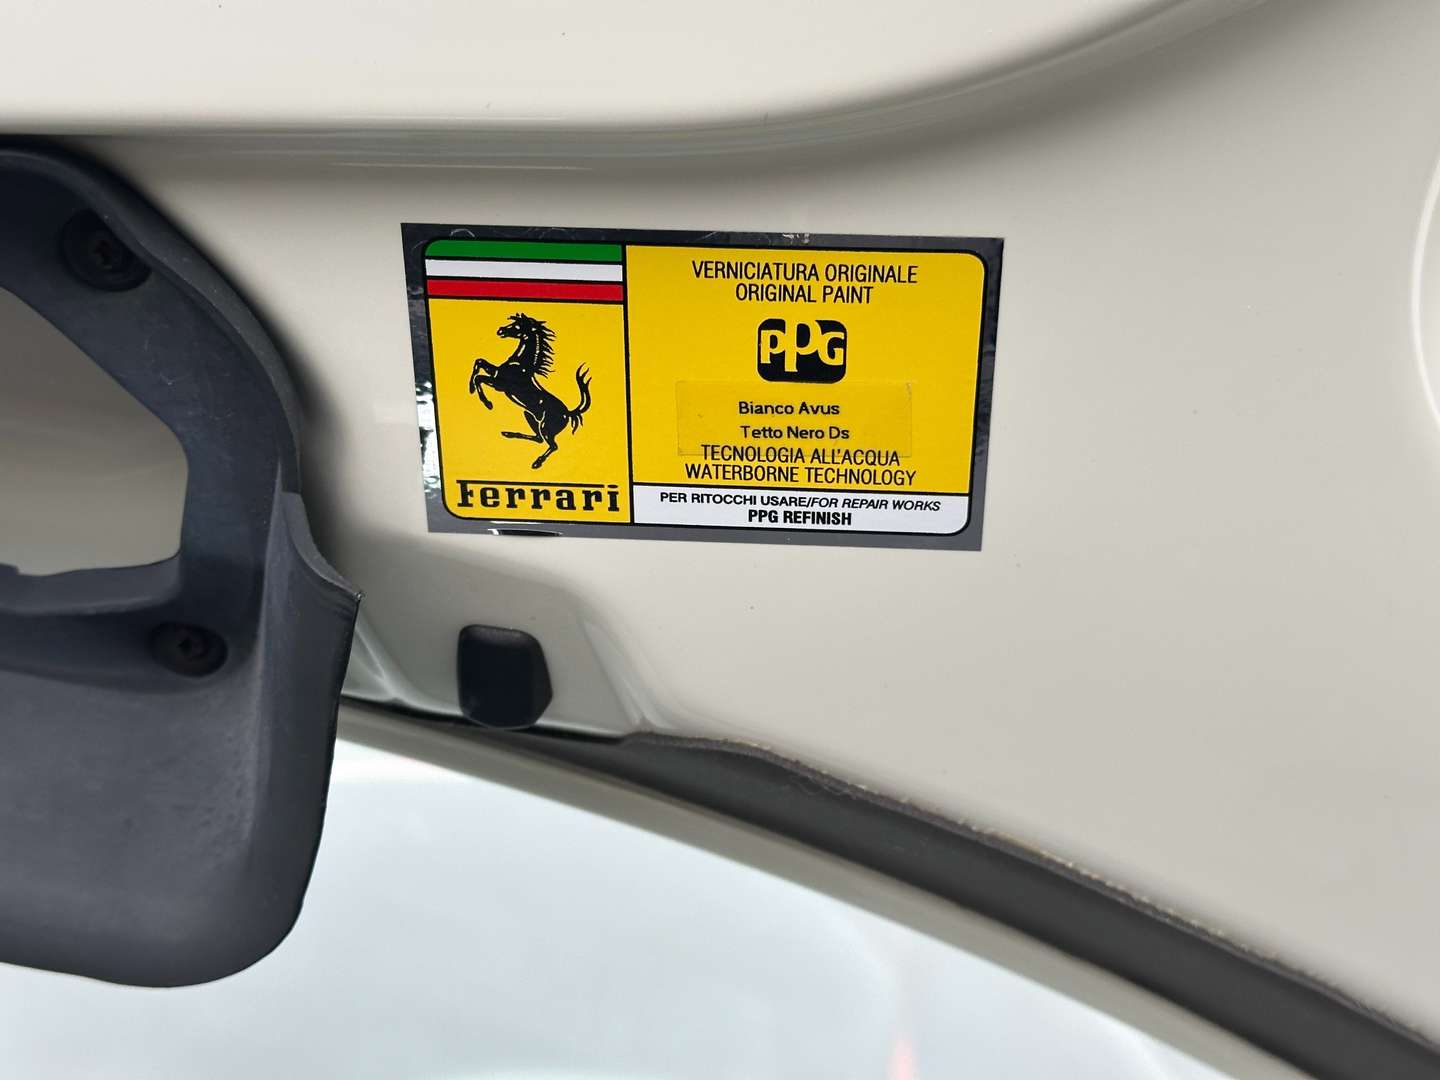 VERNICIATURA ORIGINALE
ORIGINAL PAINT
PPG
Bianco Avus
Tetto Nero Ds
TECNOLOGIA ALL'ACQUA
WATERBORNE TECHNOLOGY
Ferrari
PER RITOCCHI USARE/FOR REPAIR WORKS
PPG REFINISH